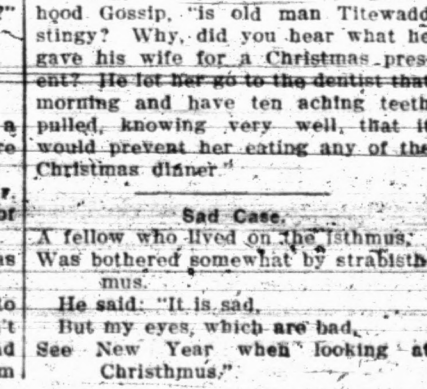 hood Gossip, "is old man Titewadd
stingy? Why, did you hear what he
gave his wife for a Christmas pres-
ent? He let her go to the dentist that
morning and have ten aching teeth
pulled, knowing very well, that it
would prevent her eating any of the
Christmas dinner."
Sad Case.
A fellow who lived on the Isthmus,
Was bothered somewhat by strabisth-
mus.
He said: "It is sad,
But my eyes, which are bad,
See New Year when looking at
Christhmus."